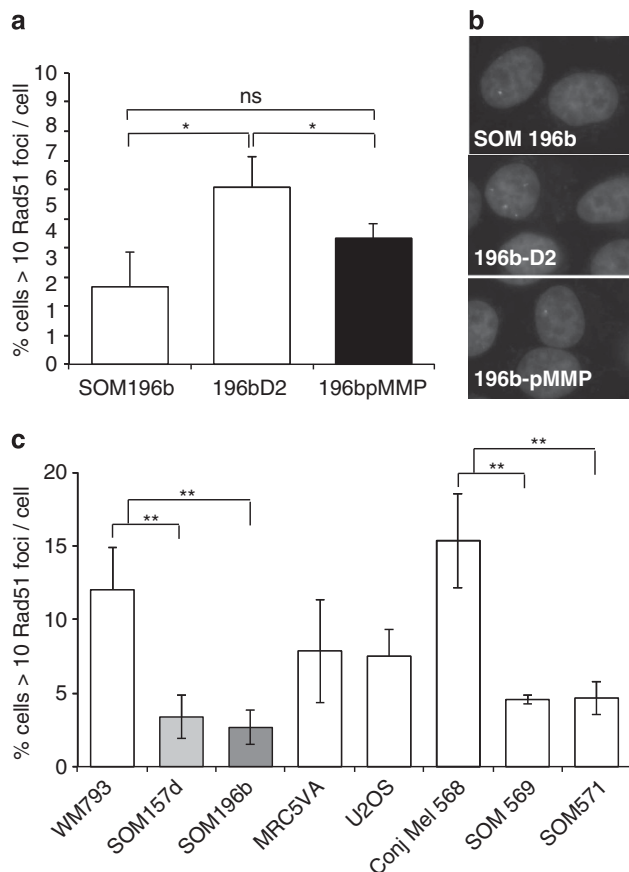 a
b
% cells > 10 Rad51 foci / cell
10
9
8
7
6
5
4
3
2
1
1
0
ns
*
*
SOM196b
196bD2
196bpMMP
SOM 196b
196b-D2
196b-pMMP
c
% cells > 10 Rad51 foci / cell
20
15
10
5
0
**
**
**
**
WM793
SOM157d
SOM196b
MRC5VA
U2OS
Conj Mel 568
SOM 569
SOM571